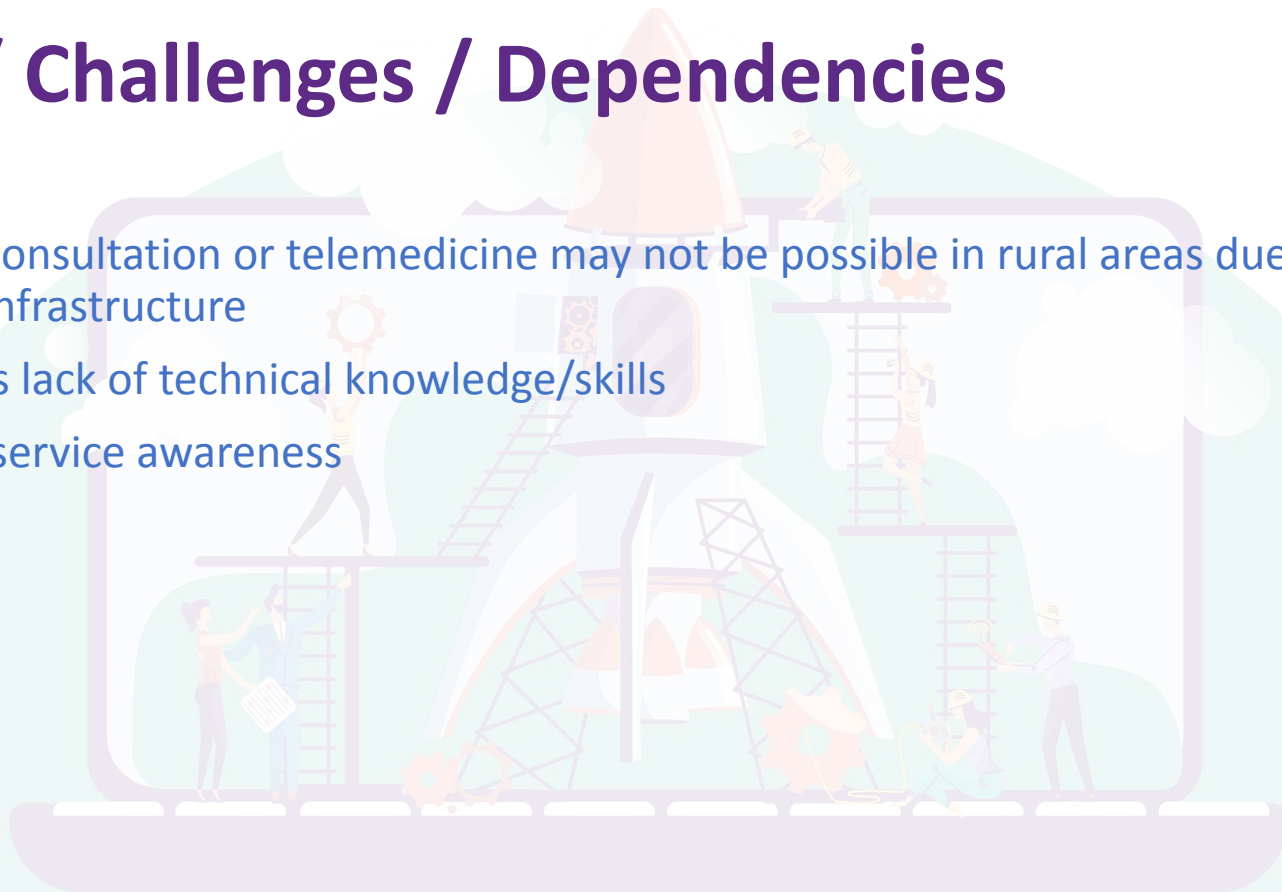 / Challenges / Dependencies
onsultation or telemedicine may not be possible in rural areas due
nfrastructure
s lack of technical knowledge/skills
service awareness